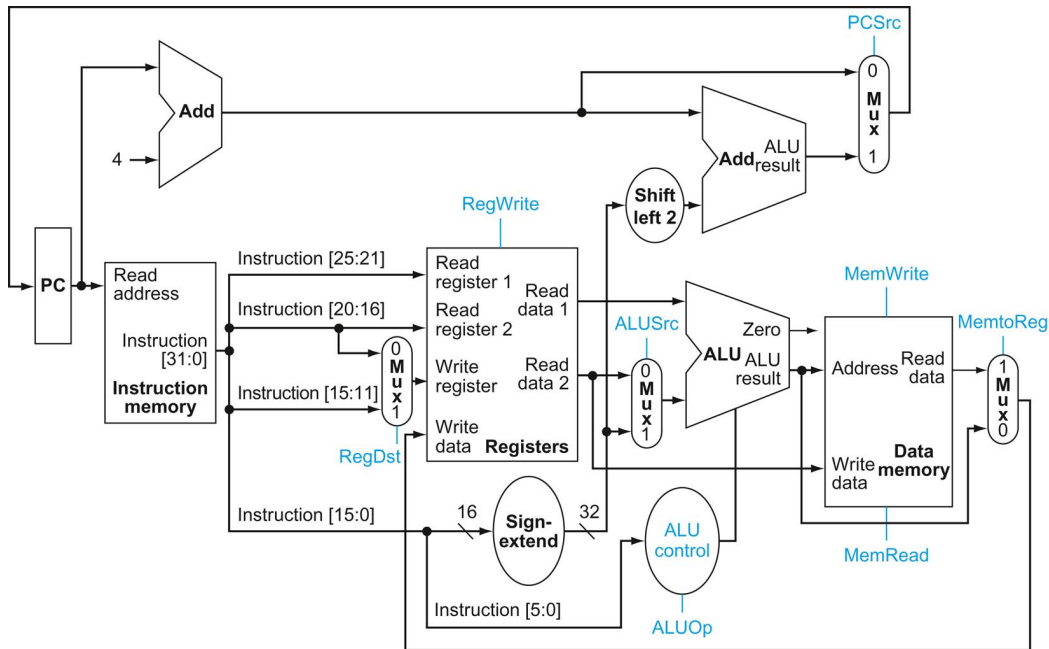 PCSrc
0
M
u
x
1
Add
4
Add
ALU
result
Shift
left 2
RegWrite
PC
Read
address
Instruction
[31:0]
Instruction
memory
Instruction [25:21]
Instruction [20:16]
Instruction [15:11]
0
M
u
x
1
RegDst
Read
register 1
Read
register 2
Write
register
Write
data
Read
data 1
Read
data 2
Registers
ALUSrc
0
M
u
x
1
Zero
ALU
ALU
result
MemWrite
Address
Read
data
Write
data
Data
memory
MemRead
MemtoReg
1
M
u
x
0
Instruction [15:0]
16
Sign-
extend
32
ALU
control
Instruction [5:0]
ALUOp